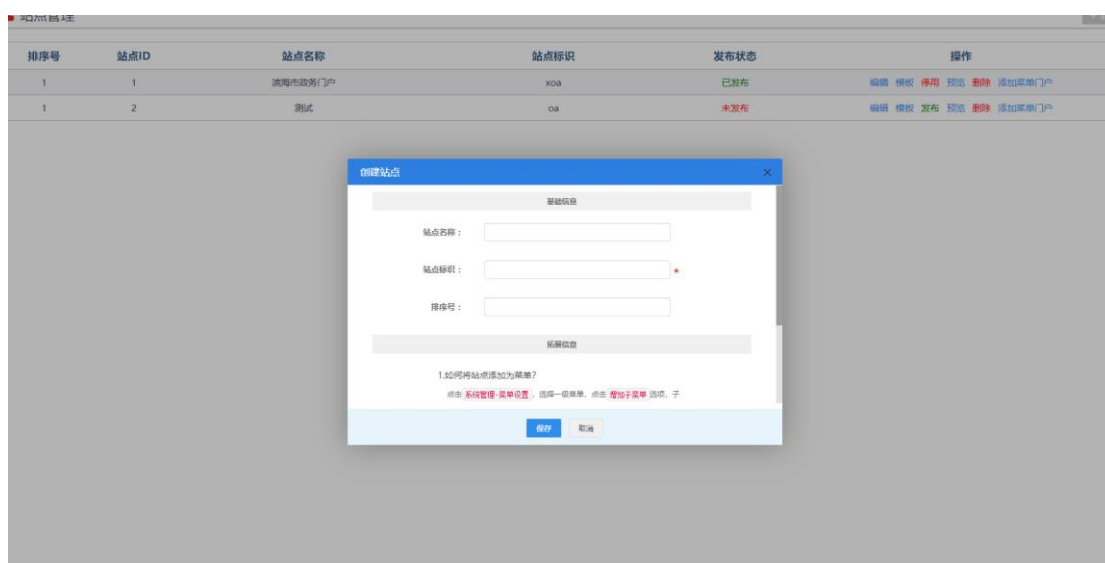 站点管理
排序号 站点ID 站点名称 站点标识 发布状态 操作
1 1 滨海市政务门户 xoa 已发布 编辑 模板 停用 预览 删除 添加菜单门户
1 2 测试 oa 未发布 编辑 模板 发布 预览 删除 添加菜单门户
创建站点 ×
基础信息
站点名称：
站点标识： *
排序号：
拓展信息
1.如何将站点添加为菜单?
点击 系统管理-菜单设置 ，选择一级菜单，点击 增加子菜单 选项，子
保存 取消